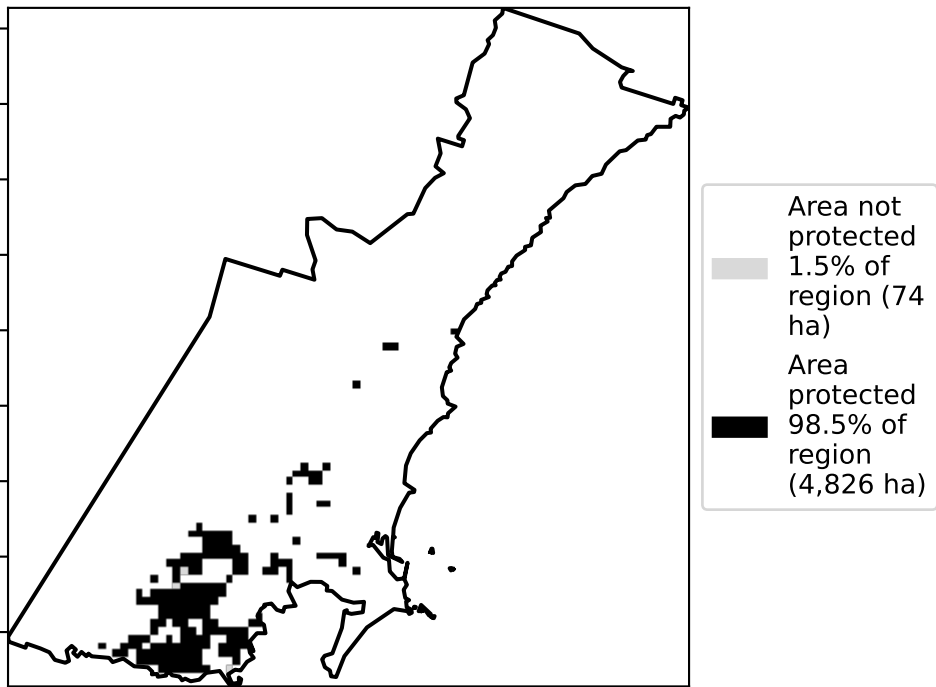 Area not
protected
1.5% of
region (74
ha)
Area
protected
98.5% of
region
(4,826 ha)